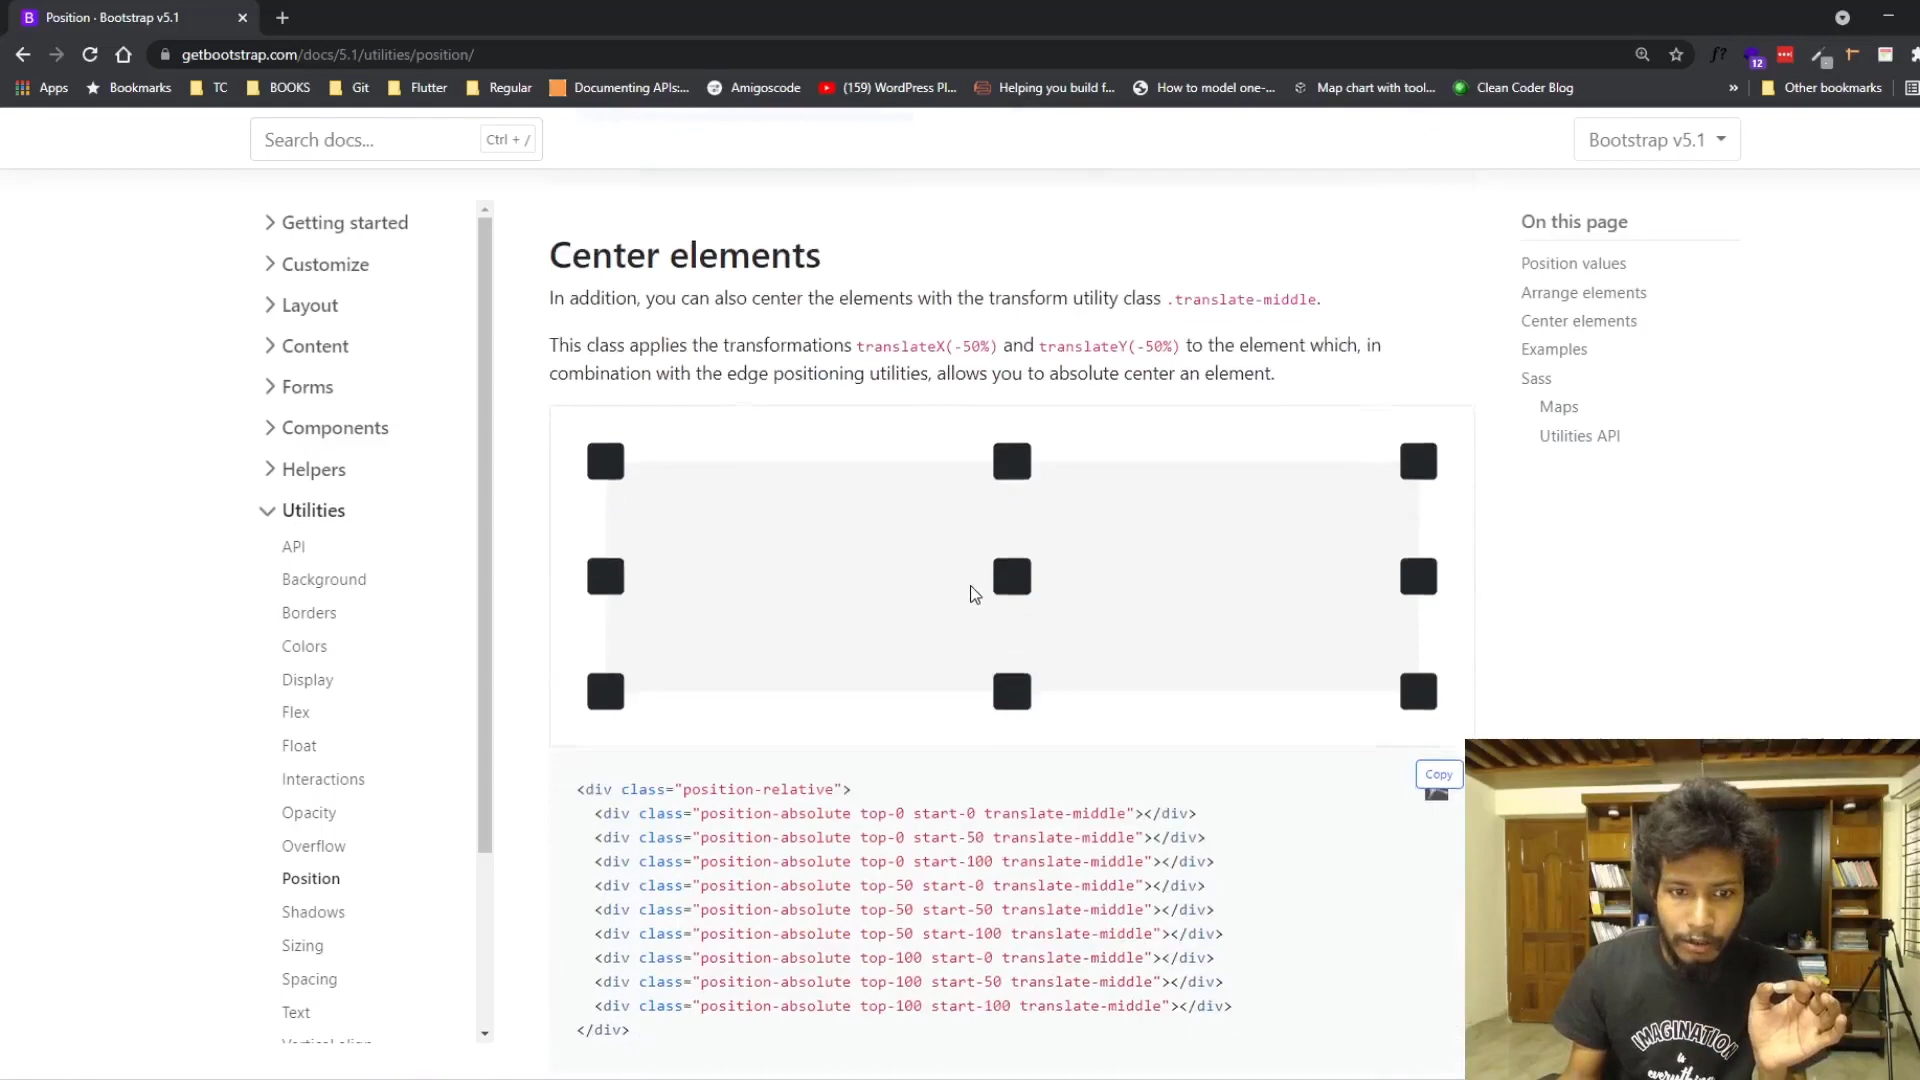 Position · Bootstrap v5.1
getbootstrap.com/docs/5.1/utilities/position/
12
Apps
Bookmarks
TC
BOOKS
Git
Flutter
Regular
Documenting APIs:...
Amigoscode
(159) WordPress Pl...
Helping you build f...
How to model one-...
Map chart with tool...
Clean Coder Blog
»
Other bookmarks
Search docs...
Ctrl + /
Bootstrap v5.1
Getting started
Customize
Layout
Content
Forms
Components
Helpers
Utilities
API
Background
Borders
Colors
Display
Flex
Float
Interactions
Opacity
Overflow
Position
Shadows
Sizing
Spacing
Text
Vertical align
Center elements
In addition, you can also center the elements with the transform utility class .translate-middle.
This class applies the transformations translateX(-50%) and translateY(-50%) to the element which, in
combination with the edge positioning utilities, allows you to absolute center an element.
Copy
<div class="position-relative">
<div class="position-absolute top-0 start-0 translate-middle"></div>
<div class="position-absolute top-0 start-50 translate-middle"></div>
<div class="position-absolute top-0 start-100 translate-middle"></div>
<div class="position-absolute top-50 start-0 translate-middle"></div>
<div class="position-absolute top-50 start-50 translate-middle"></div>
<div class="position-absolute top-50 start-100 translate-middle"></div>
<div class="position-absolute top-100 start-0 translate-middle"></div>
<div class="position-absolute top-100 start-50 translate-middle"></div>
<div class="position-absolute top-100 start-100 translate-middle"></div>
</div>
On this page
Position values
Arrange elements
Center elements
Examples
Sass
Maps
Utilities API
IMAGINATION
is
everything